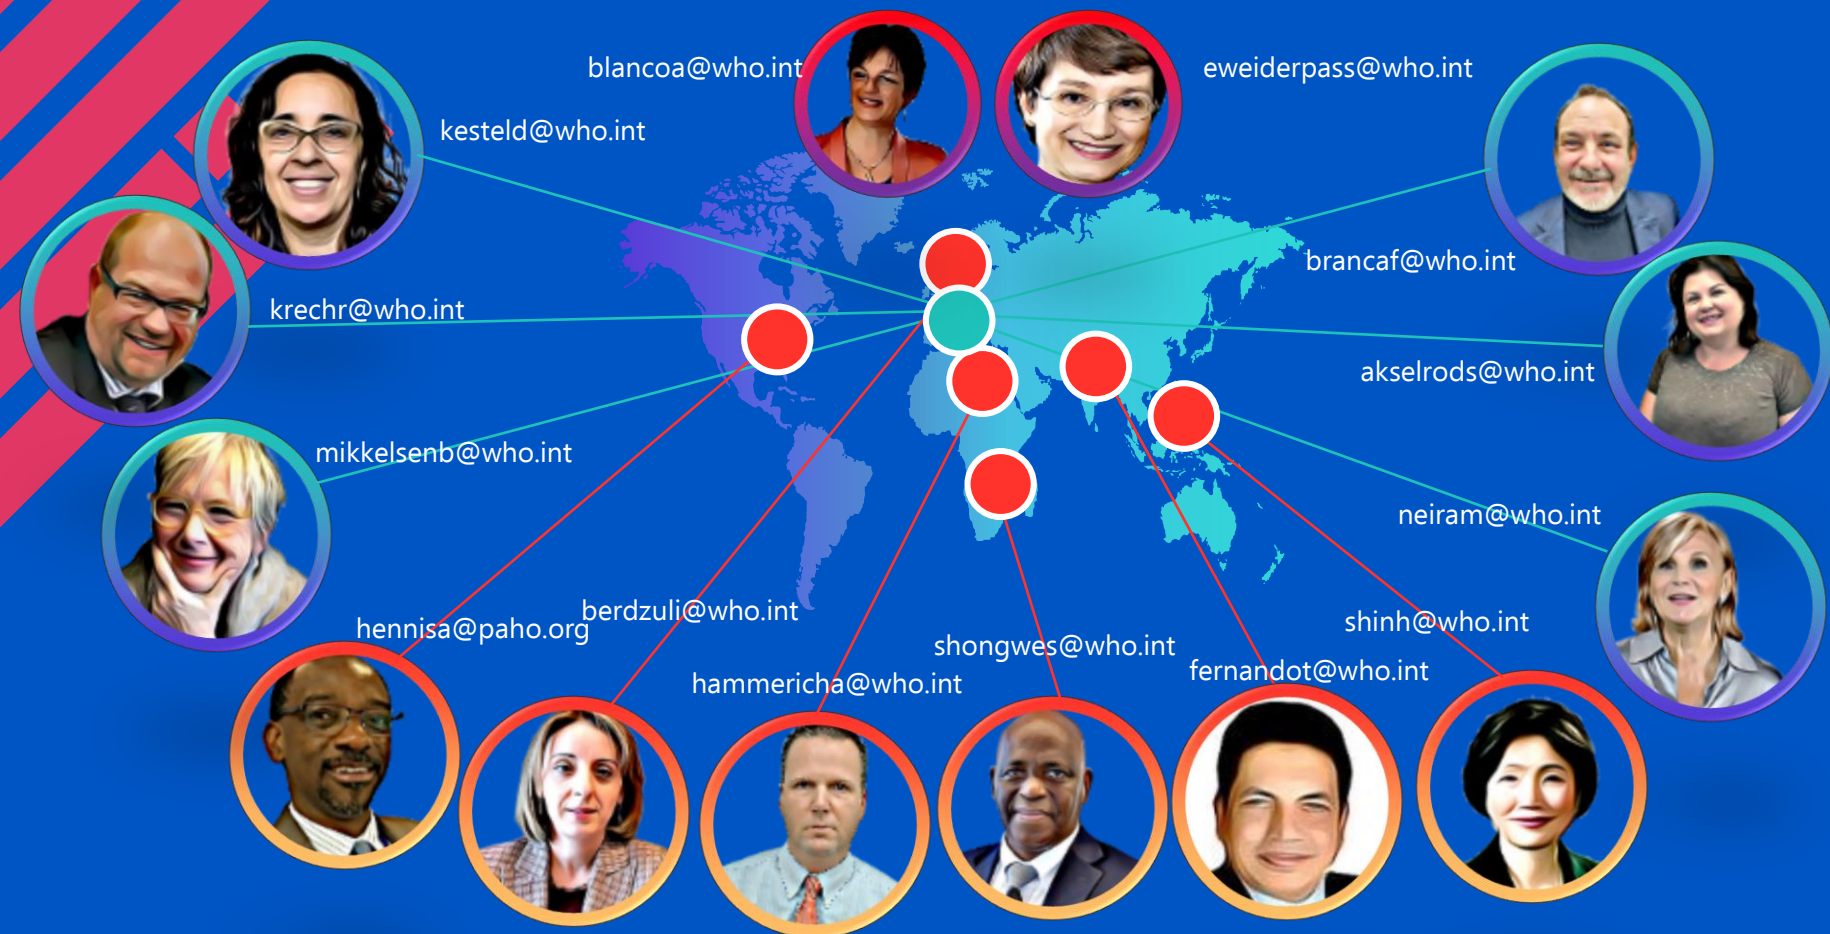 blancoa@who.int
eweiderpass@who.int
kesteld@who.int
brancaf@who.int
krechr@who.int
akselrods@who.int
mikkelsenb@who.int
neiram@who.int
berdzuli@who.int
hennisa@paho.org
shinh@who.int
shongwes@who.int
fernandot@who.int
hammericha@who.int